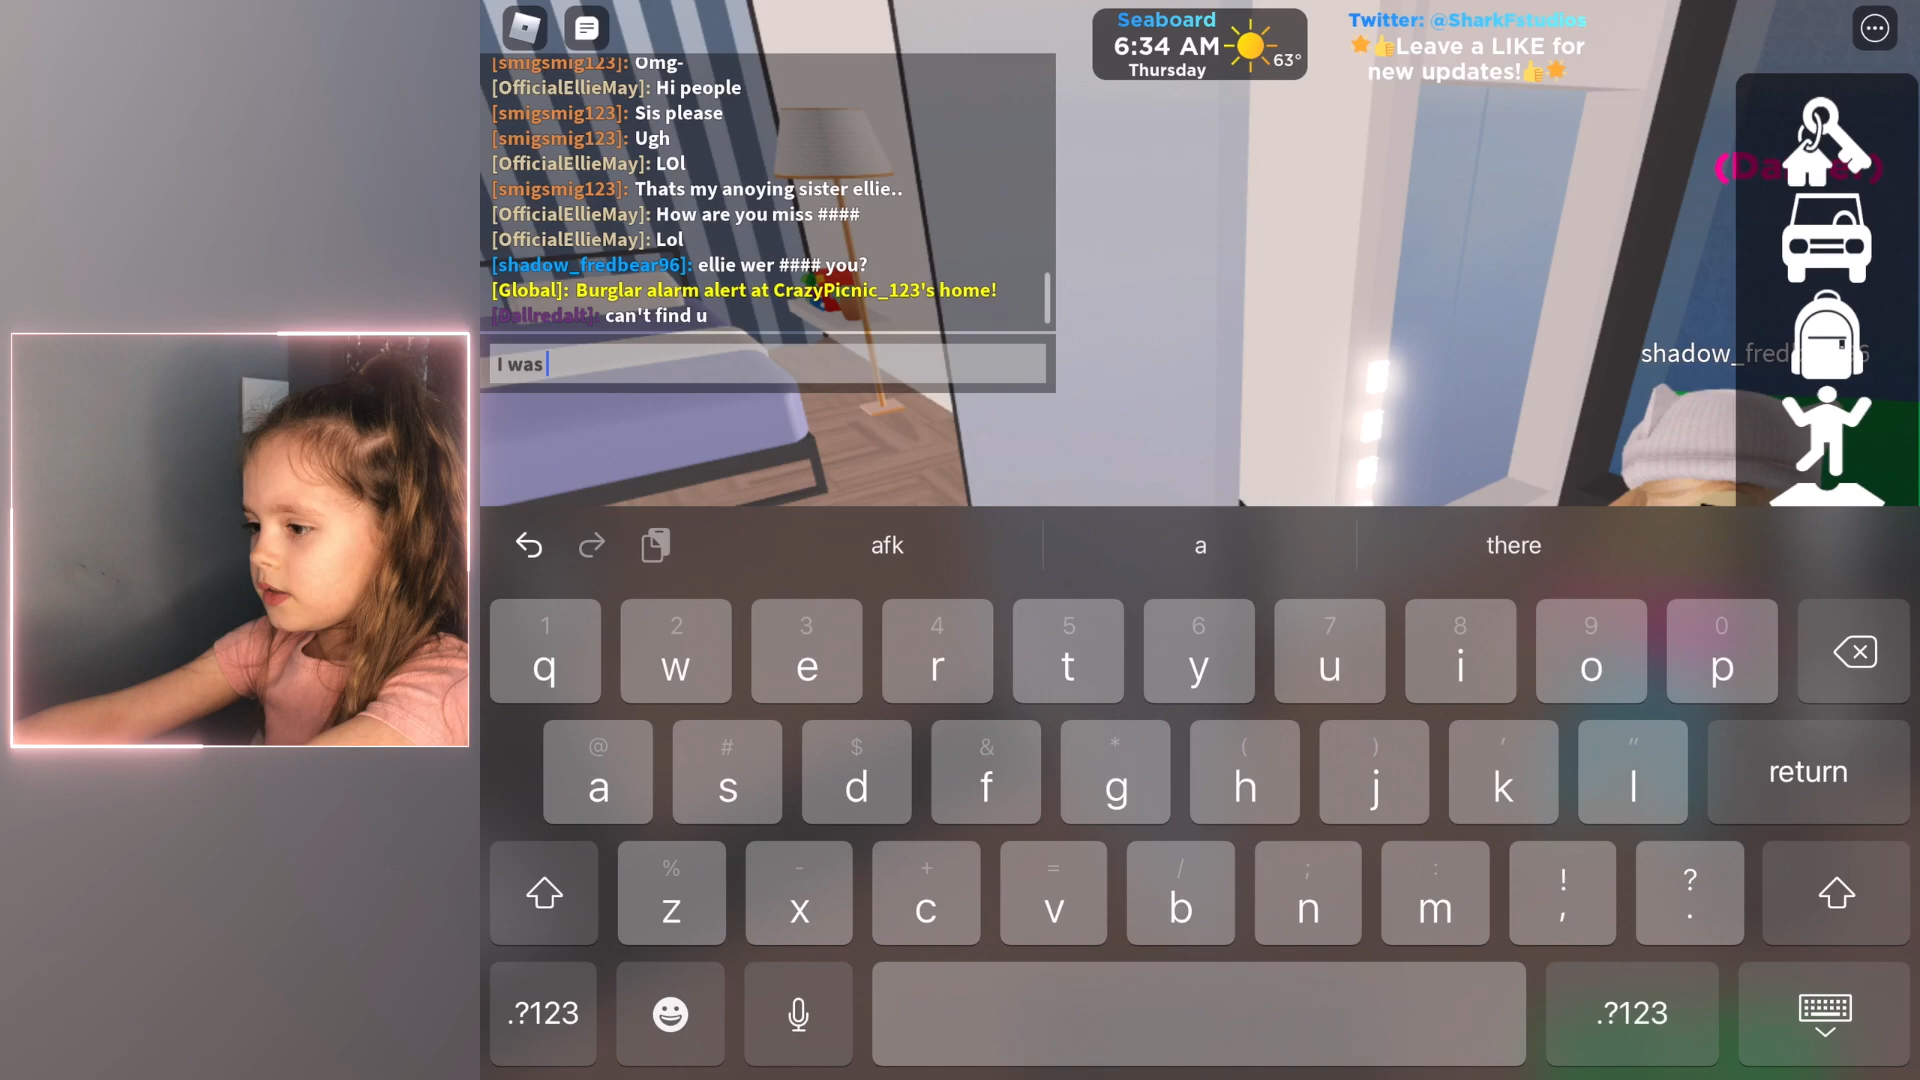 Seaboard
6:34 AM
63°
Thursday
Twitter: @SharkFstudios
Leave a LIKE for
new updates!
[smigsmig123]: Omg-
[OfficialEllieMay]: Hi people
[smigsmig123]: Sis please
[smigsmig123]: Ugh
[OfficialEllieMay]: LOl
[smigsmig123]: Thats my anoying sister ellie..
[OfficialEllieMay]: How are you miss ####
[OfficialEllieMay]: Lol
[shadow_fredbear96]: ellie wer #### you?
[Global]: Burglar alarm alert at CrazyPicnic_123's home!
[Dallredalt]: can't find u
I was
shadow_fredbear96
afk a there
1 2 3 4 5 6 7 8 9 0
q w e r t y u i o p
@ # $ & * ( ) ' "
a s d f g h j k l return
% - + = / ; : ! ?
z x c v b n m , .
.?123 .?123